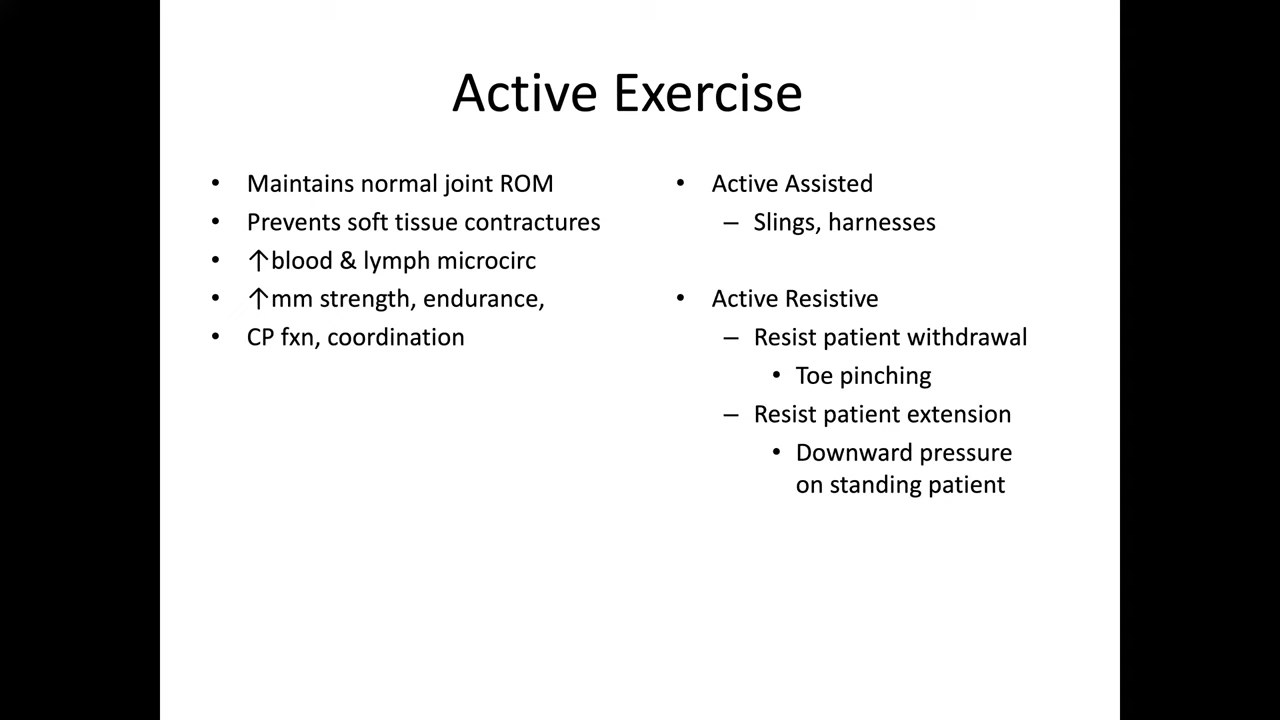 Active Exercise
• Maintains normal joint ROM
• Prevents soft tissue contractures
• ↑blood & lymph microcirc
• ↑mm strength, endurance,
• CP fxn, coordination
• Active Assisted
– Slings, harnesses
• Active Resistive
– Resist patient withdrawal
• Toe pinching
– Resist patient extension
• Downward pressure
on standing patient